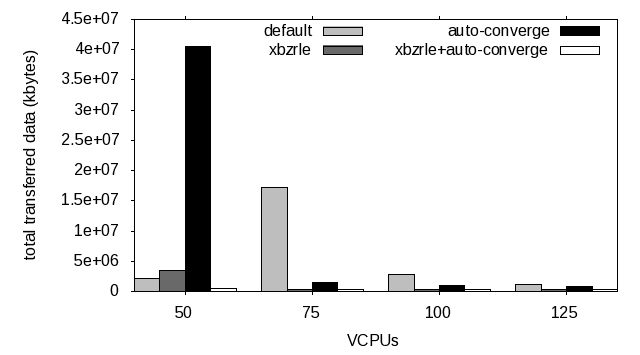 4.5e+07
4e+07
3.5e+07
3e+07
2.5e+07
2e+07
1.5e+07
1e+07
5e+06
0
total transferred data (kbytes)
default
xbzrle
auto-converge
xbzrle+auto-converge
50
75
100
125
VCPUs